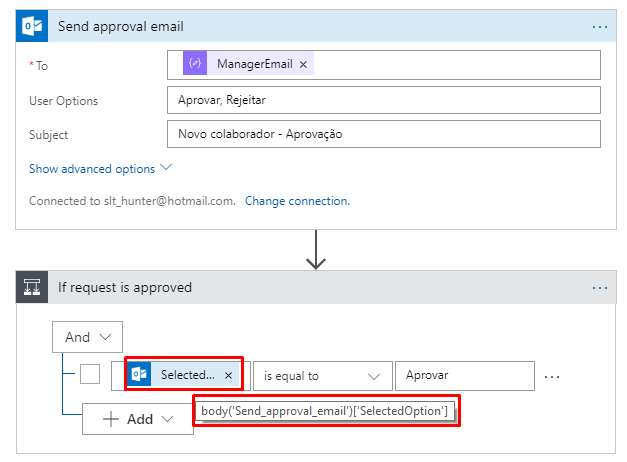 Send approval email
* To
ManagerEmail ×
User Options
Aprovar, Rejeitar
Subject
Novo colaborador - Aprovação
Show advanced options
Connected to slt_hunter@hotmail.com. Change connection.
If request is approved
And
Selected... ×
is equal to
Aprovar
+ Add
body('Send_approval_email')['SelectedOption']